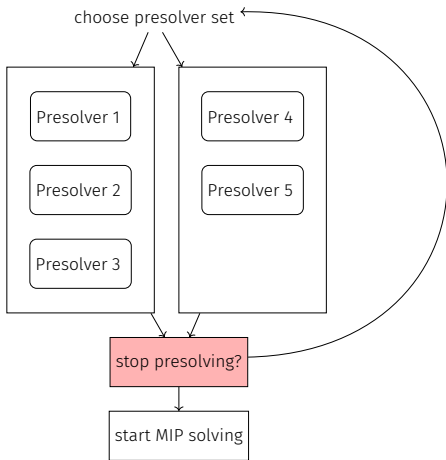 choose presolver set
Presolver 1
Presolver 2
Presolver 3
Presolver 4
Presolver 5
stop presolving?
start MIP solving